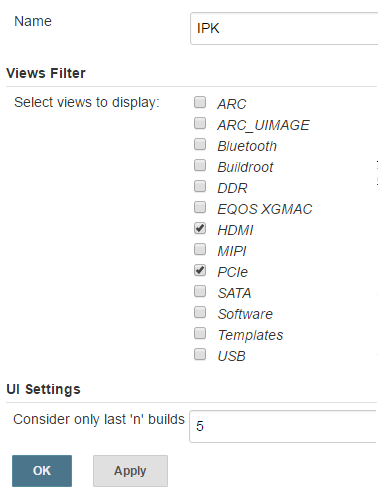 Name IPK
Views Filter
Select views to display: ARC
ARC_UIMAGE
Bluetooth
Buildroot
DDR
EQOS XGMAC
HDMI
MIPI
PCIe
SATA
Software
Templates
USB
UI Settings
Consider only last 'n' builds 5
OK Apply